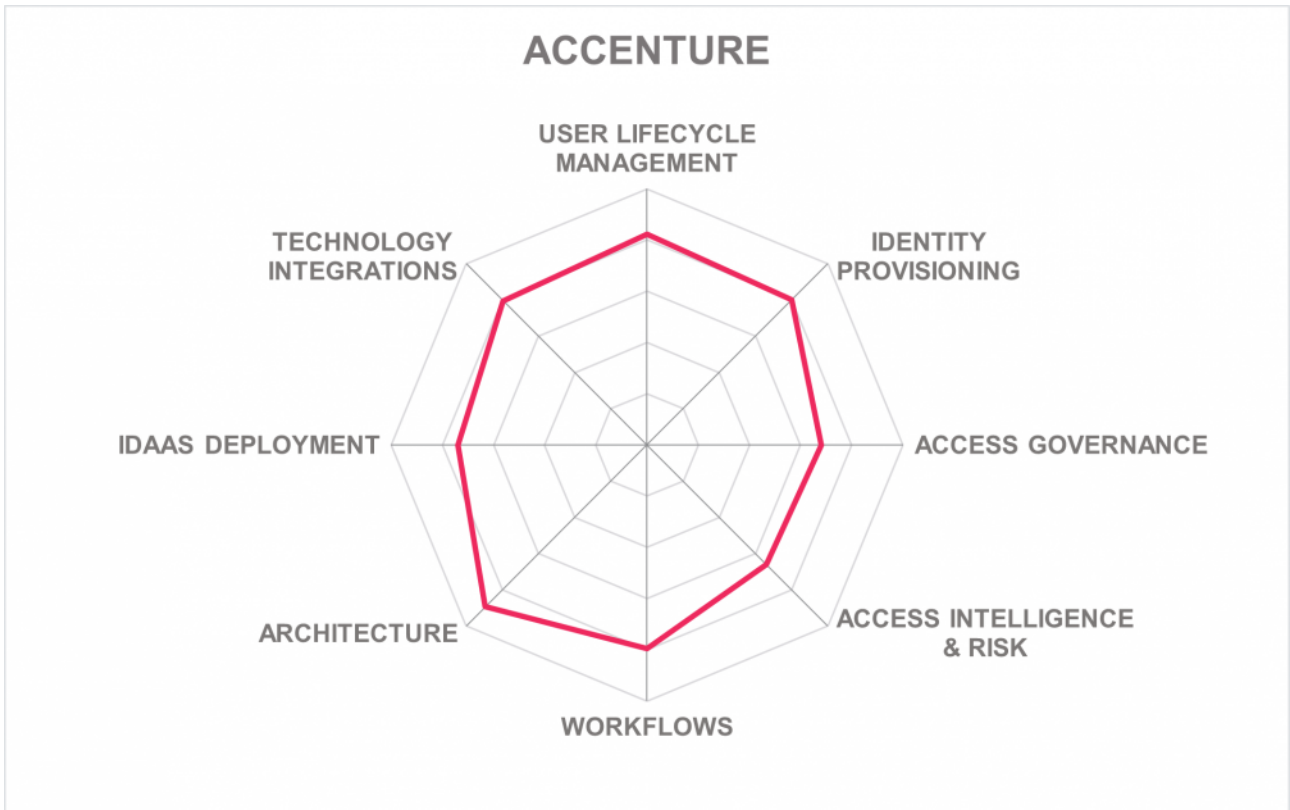 ACCENTURE
USER LIFECYCLE
MANAGEMENT
TECHNOLOGY
INTEGRATIONS
IDENTITY
PROVISIONING
IDAAS DEPLOYMENT
ACCESS GOVERNANCE
ARCHITECTURE
ACCESS INTELLIGENCE
& RISK
WORKFLOWS